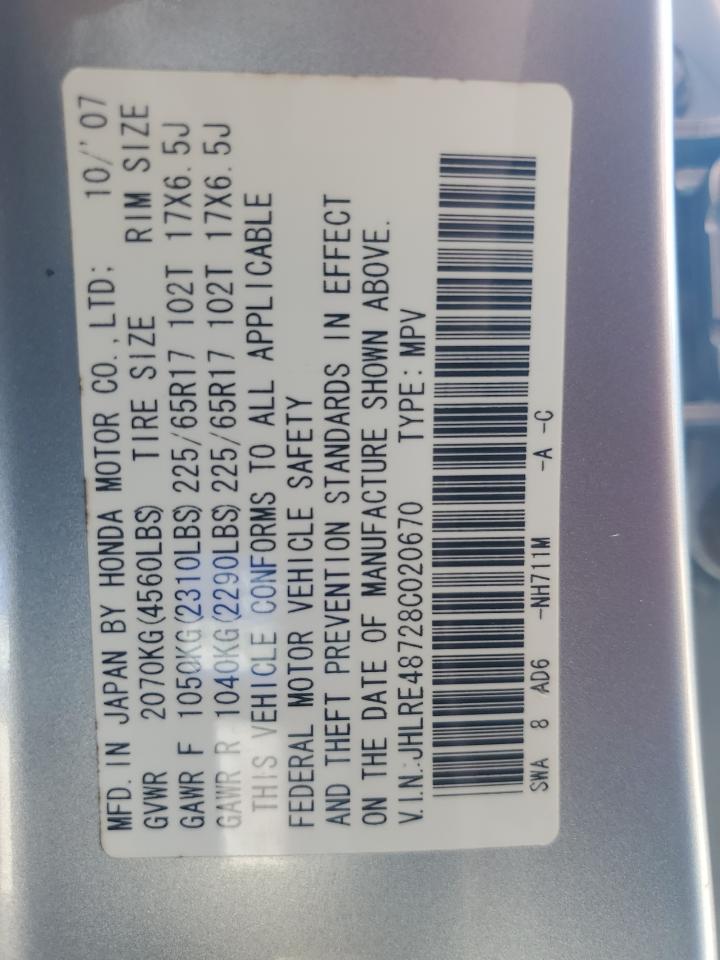 MFD. IN JAPAN BY HONDA MOTOR CO., LTD; 10/'07
GVWR 2070KG(4560LBS) TIRE SIZE RIM SIZE
GAWR F 1050KG(2310LBS) 225/65R17 102T 17X6.5J
GAWR R 1040KG(2290LBS) 225/65R17 102T 17X6.5J
THIS VEHICLE CONFORMS TO ALL APPLICABLE
FEDERAL MOTOR VEHICLE SAFETY
AND THEFT PREVENTION STANDARDS IN EFFECT
ON THE DATE OF MANUFACTURE SHOWN ABOVE.
V.I.N.:JHLRE48728C020670 TYPE:MPV
SWA 8 AD6 -NH711M -A -C